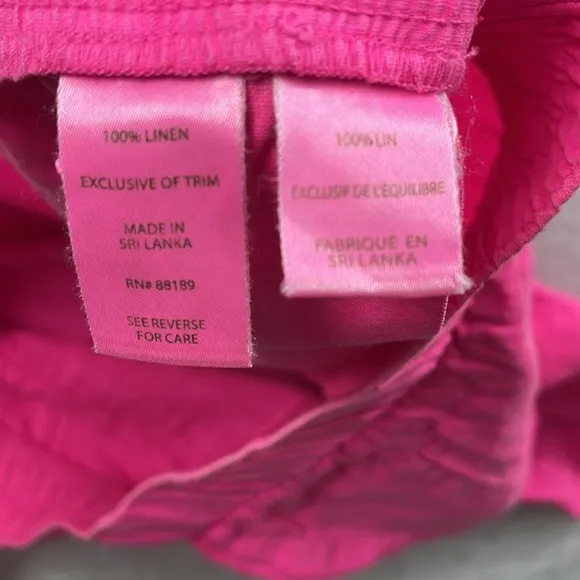 100% LINEN
EXCLUSIVE OF TRIM
MADE IN
SRI LANKA
RN# 88189
SEE REVERSE
FOR CARE
100% LIN
EXCLUSIF DE L'ÉQUILIBRE
FABRIQUÉ EN
SRI LANKA